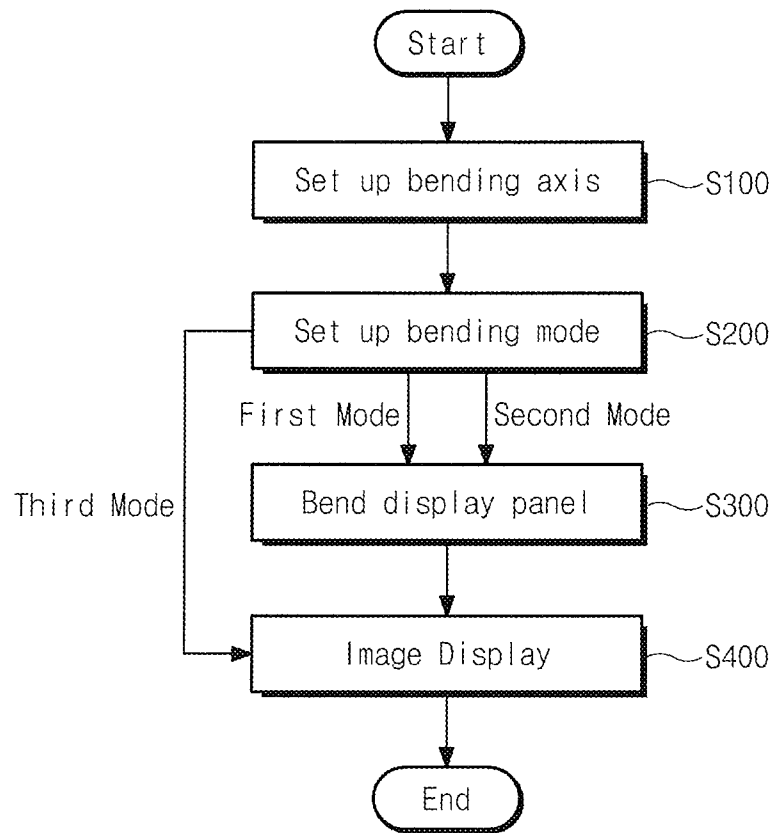 Start
Set up bending axis
S100
Set up bending mode
S200
First Mode
Second Mode
Third Mode
Bend display panel
S300
Image Display
S400
End